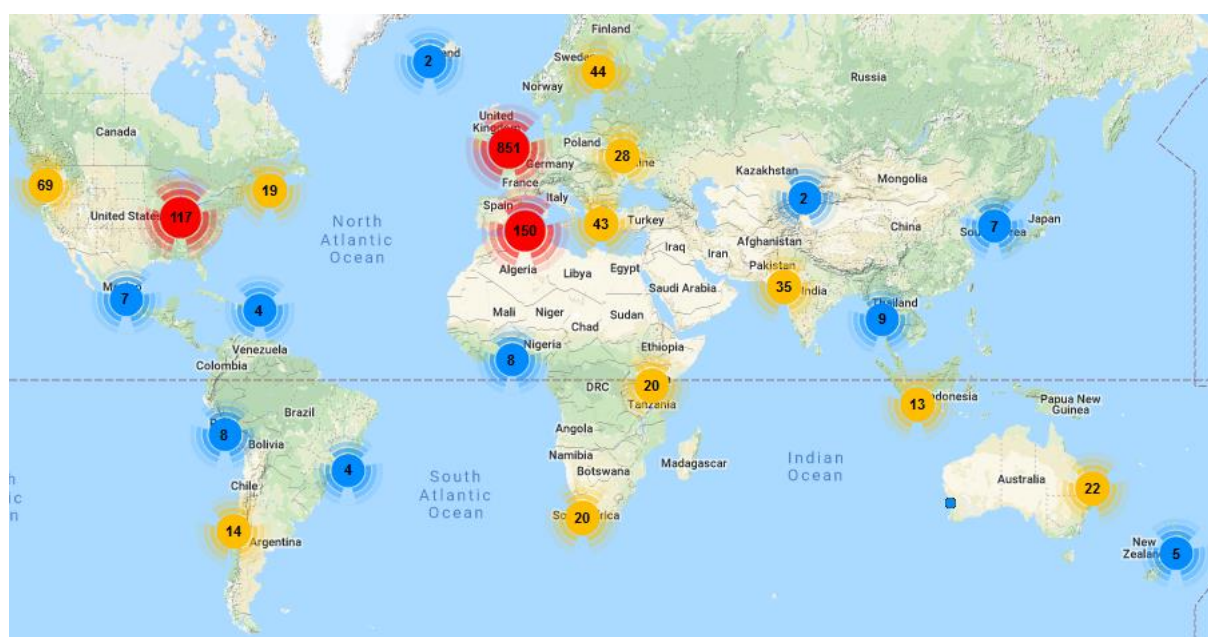 Finland
2
Sweden
44
Russia
Norway
United
Kingdom
Canada
851
Poland
28
Germany
Kazakhstan
Mongolia
69
19
France
2
Italy
United States
117
North
Atlantic
Ocean
Spain
150
43
Turkey
China
7
Japan
Iraq
Iran
Afghanistan
Algeria
Libya
Egypt
Pakistan
35
India
Saudi Arabia
Mexico
7
4
Thailand
9
Mali
Niger
Chad
Sudan
Nigeria
Ethiopia
Venezuela
Colombia
8
DRC
20
Tanzania
13
Papua New
Guinea
Brazil
8
Bolivia
Angola
4
Namibia
Botswana
Madagascar
Indian
Ocean
South
Atlantic
Ocean
Chile
Australia
22
14
Argentina
20
New
Zealand
5